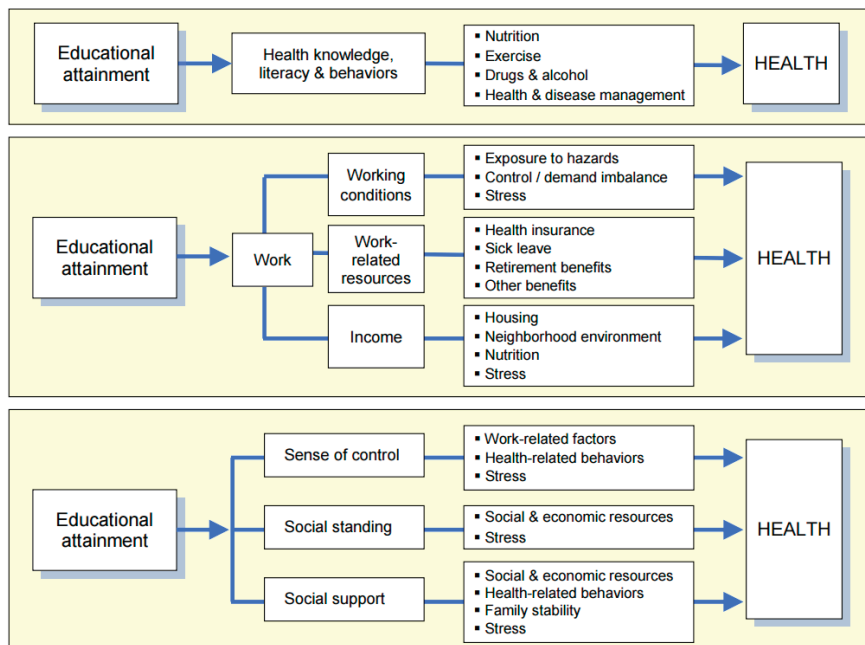 Educational
attainment
Health knowledge,
literacy & behaviors
▪ Nutrition
▪ Exercise
▪ Drugs & alcohol
▪ Health & disease management
HEALTH
Educational
attainment
Work
Working
conditions
▪ Exposure to hazards
▪ Control / demand imbalance
▪ Stress
Work-
related
resources
▪ Health insurance
▪ Sick leave
▪ Retirement benefits
▪ Other benefits
Income
▪ Housing
▪ Neighborhood environment
▪ Nutrition
▪ Stress
HEALTH
Educational
attainment
Sense of control
▪ Work-related factors
▪ Health-related behaviors
▪ Stress
Social standing
▪ Social & economic resources
▪ Stress
Social support
▪ Social & economic resources
▪ Health-related behaviors
▪ Family stability
▪ Stress
HEALTH